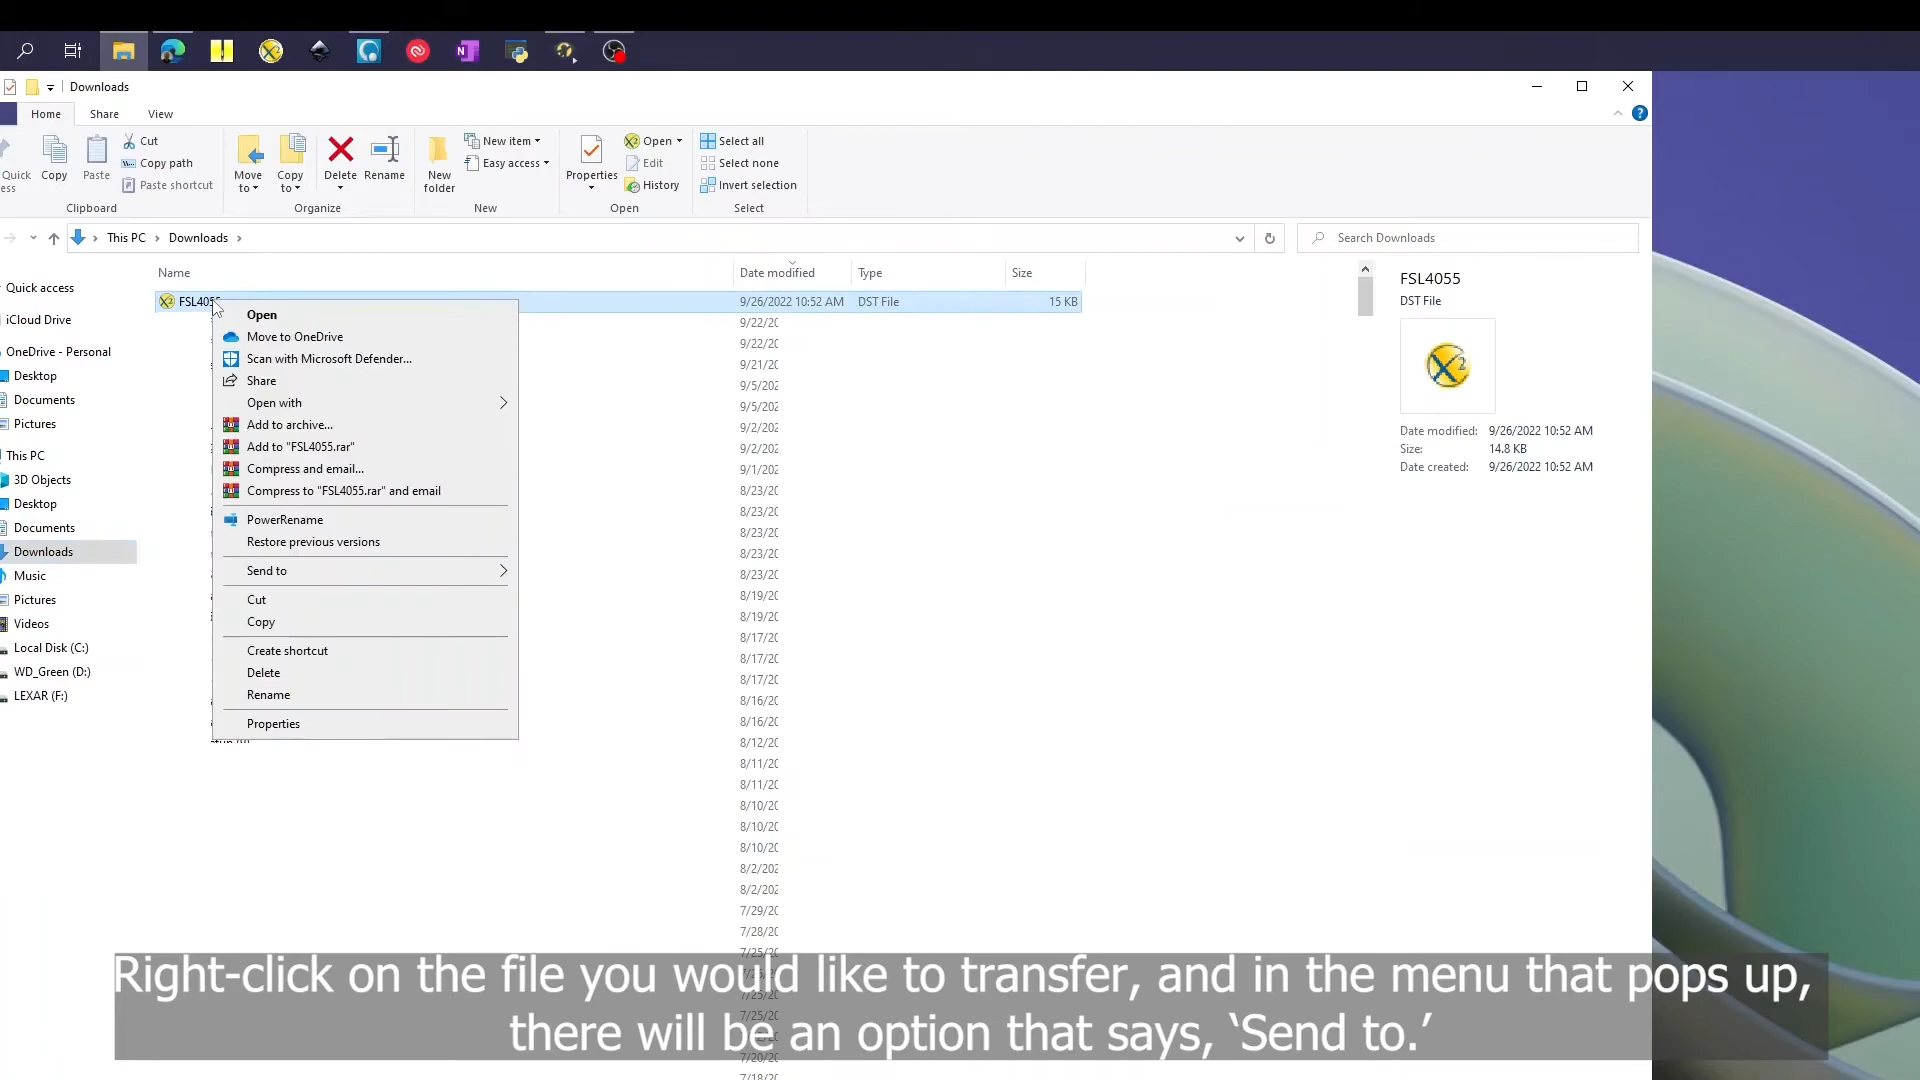 Downloads
Home
Share
View
Copy
Paste
Cut
Copy path
Paste shortcut
Clipboard
Move to
Copy to
Delete
Rename
Organize
New folder
New item
Easy access
New
Properties
Open
Edit
History
Open
Select all
Select none
Invert selection
Select
This PC
Downloads
Search Downloads
Name
Date modified
Type
Size
Quick access
iCloud Drive
OneDrive - Personal
Desktop
Documents
Pictures
This PC
3D Objects
Desktop
Documents
Downloads
Music
Pictures
Videos
Local Disk (C:)
WD_Green (D:)
LEXAR (F:)
FSL4055 9/26/2022 10:52 AM DST File 15 KB
Open
Move to OneDrive
Scan with Microsoft Defender...
Share
Open with
Add to archive...
Add to "FSL4055.rar"
Compress and email...
Compress to "FSL4055.rar" and email
PowerRename
Restore previous versions
Send to
Cut
Copy
Create shortcut
Delete
Rename
Properties
FSL4055
DST File
Date modified: 9/26/2022 10:52 AM
Size: 14.8 KB
Date created: 9/26/2022 10:52 AM
Right-click on the file you would like to transfer, and in the menu that pops up,
there will be an option that says, ‘Send to.’